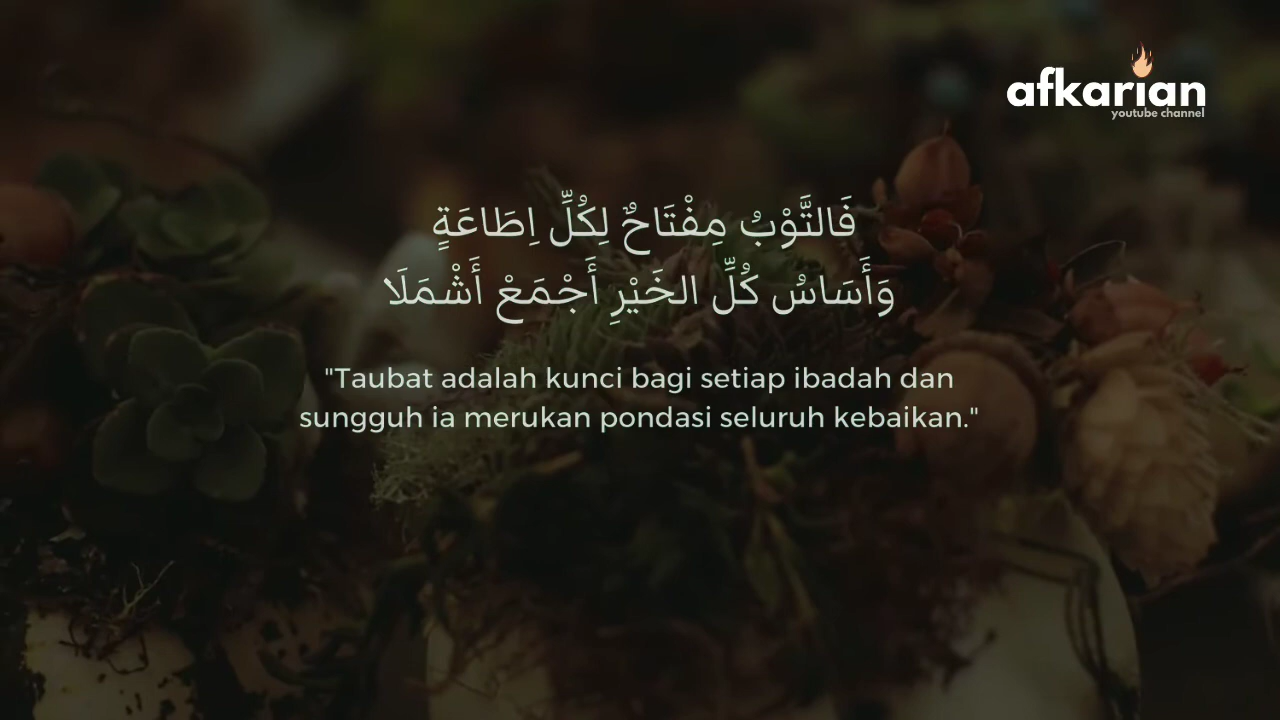 afkarian
youtube channel
فَالتَّوْبُ مِفْتَاحٌ لِكُلِّ اِطَاعَةٍ
وَأَسَاسُ كُلِّ الخَيْرِ أَجْمَعْ أَشْمَلَا
"Taubat adalah kunci bagi setiap ibadah dan
sungguh ia merukan pondasi seluruh kebaikan."